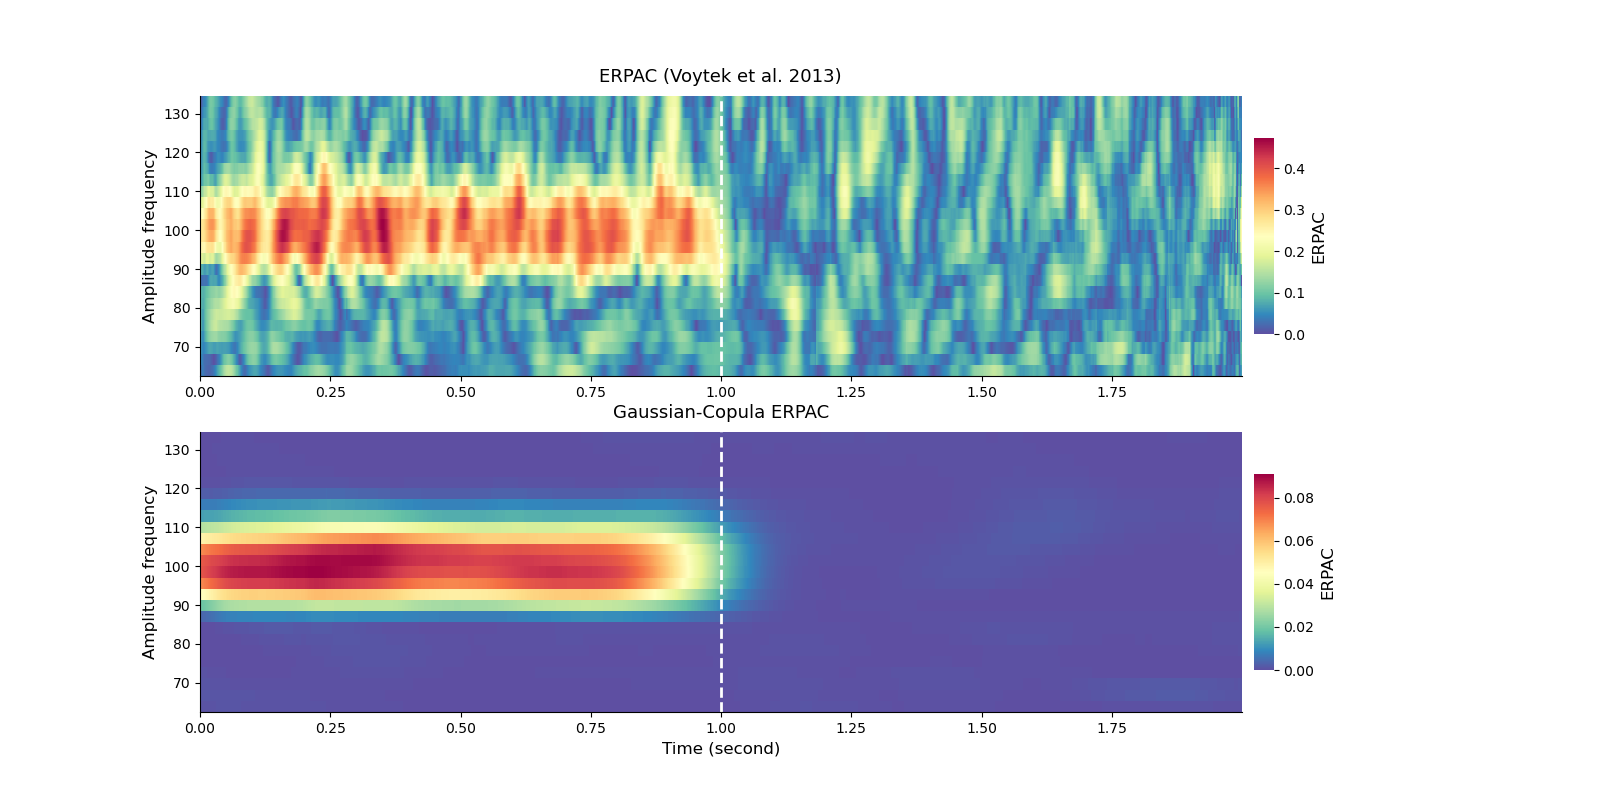 ERPAC (Voytek et al. 2013)
Amplitude frequency
130
120
110
100
90
80
70
0.00 0.25 0.50 0.75 1.00 1.25 1.50 1.75
0.4
0.3
0.2
0.1
0.0
ERPAC
Gaussian-Copula ERPAC
Amplitude frequency
130
120
110
100
90
80
70
0.00 0.25 0.50 0.75 1.00 1.25 1.50 1.75
Time (second)
0.08
0.06
0.04
0.02
0.00
ERPAC